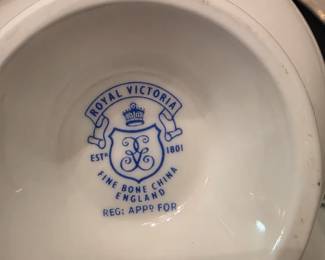 ROYAL VICTORIA
ESTD 1801
FINE BONE CHINA
ENGLAND
REG: APPD FOR